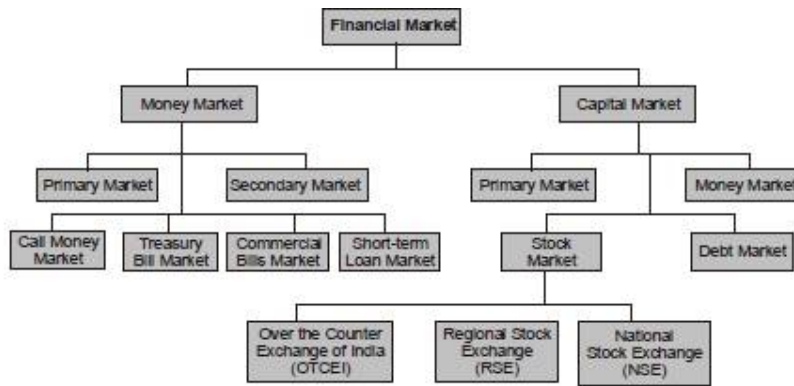 Financial Market
Money Market
Capital Market
Primary Market
Secondary Market
Primary Market
Money Market
Call Money
Market
Treasury
Bill Market
Commercial
Bills Market
Short-term
Loan Market
Stock
Market
Debt Market
Over the Counter
Exchange of India
(OTCEI)
Regional Stock
Exchange
(RSE)
National
Stock Exchange
(NSE)